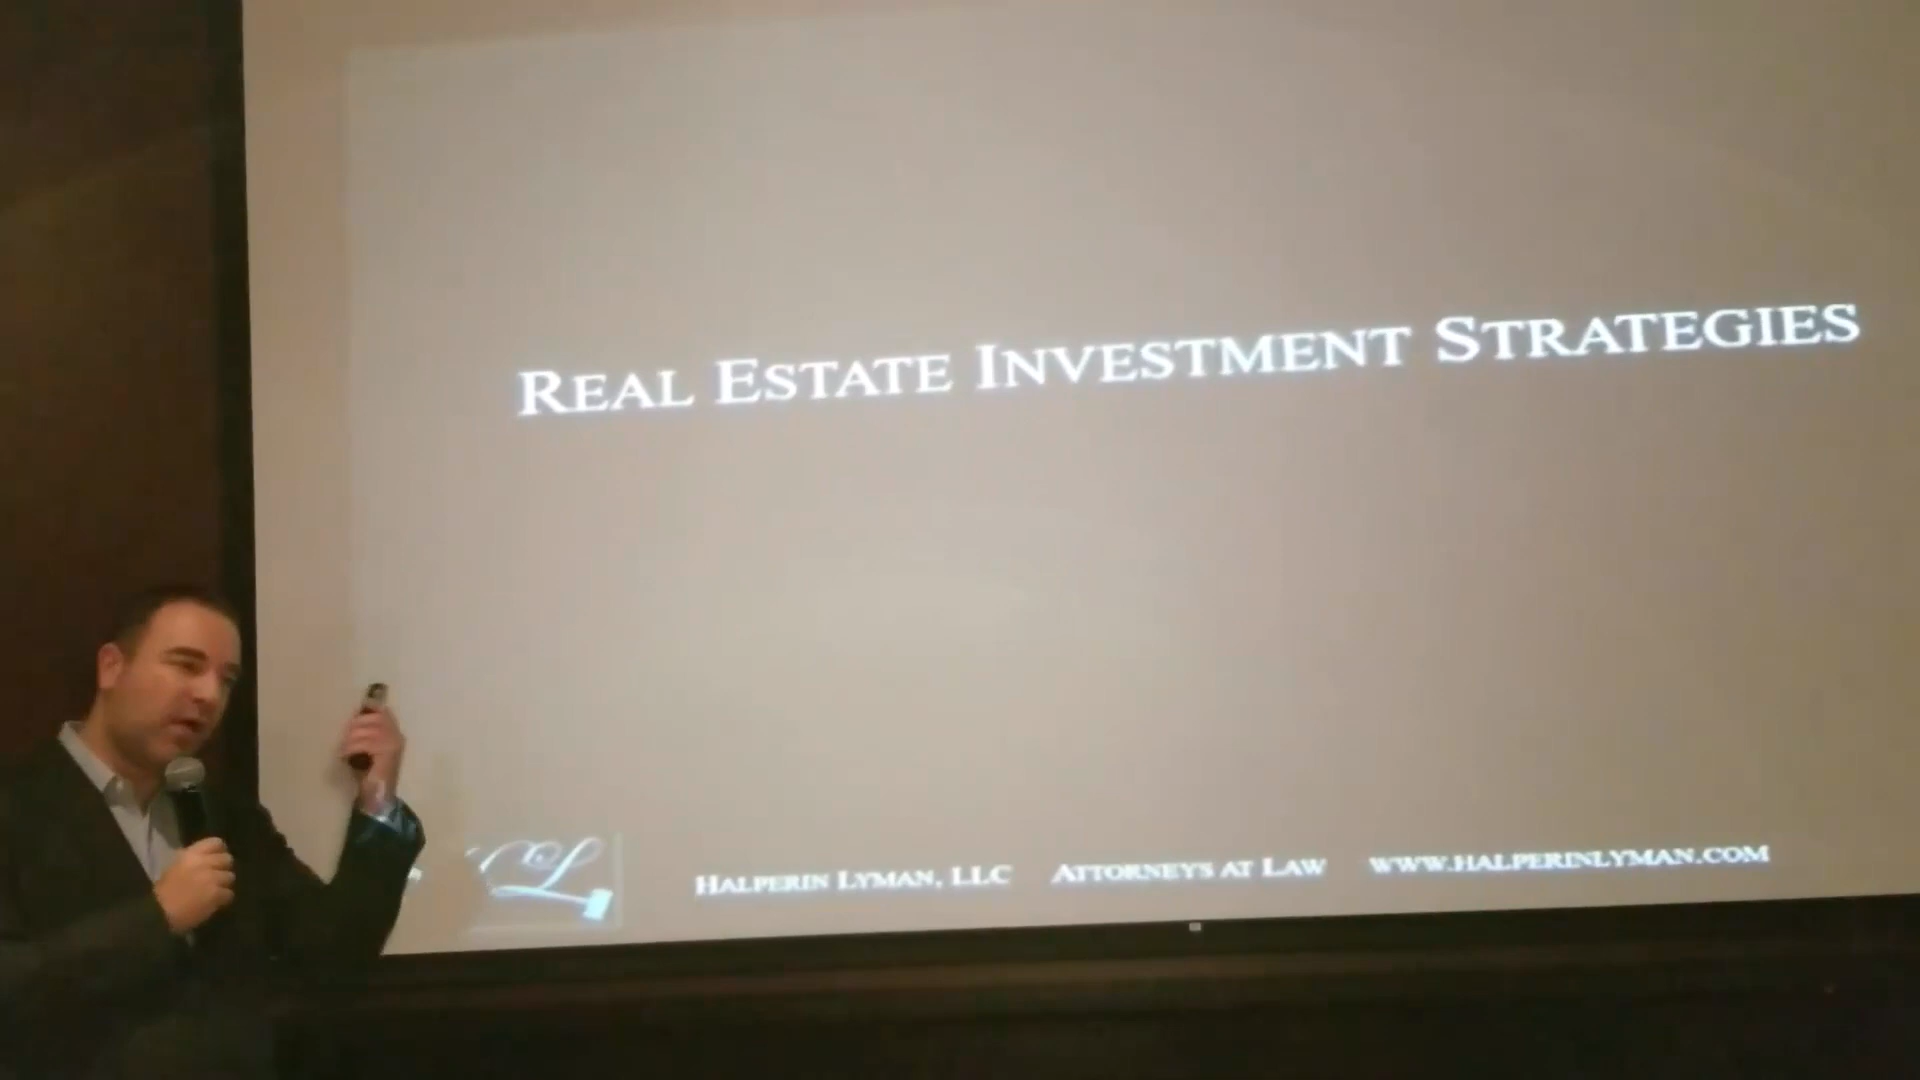 REAL ESTATE INVESTMENT STRATEGIES
L
HALPERIN LYMAN, LLC ATTORNEYS AT LAW WWW.HALPERINLYMAN.COM